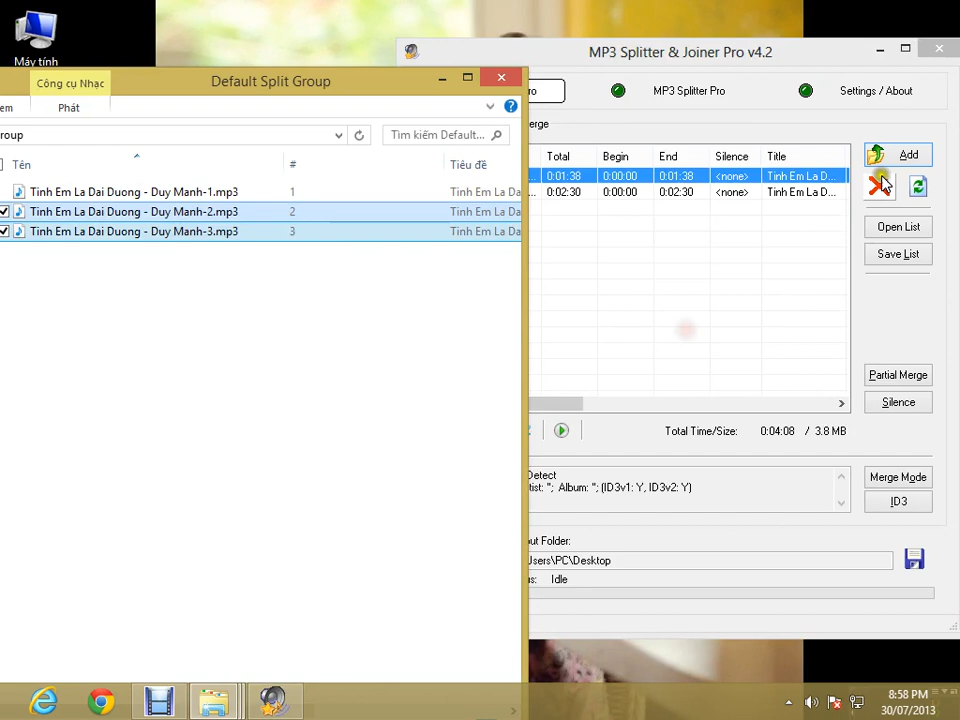 Máy tính
MP3 Splitter & Joiner Pro v4.2
Công cụ Nhạc
Default Split Group
ro
MP3 Splitter Pro
Settings / About
em
Phát
roup
Tìm kiếm Default...
erge
Tên
#
Tiêu đề
Total
Begin
End
Silence
Title
Add
Tinh Em La Dai Duong - Duy Manh-1.mp3
1
Tinh Em La Da
Tinh Em La Dai Duong - Duy Manh-2.mp3
2
Tinh Em La Da
Tinh Em La Dai Duong - Duy Manh-3.mp3
3
Tinh Em La Da
0:01:38
0:00:00
0:01:38
<none>
Tinh Em La D...
0:02:30
0:00:00
0:02:30
<none>
Tinh Em La D...
Open List
Save List
Partial Merge
Silence
Total Time/Size:
0:04:08
/ 3.8 MB
Detect
tist: "; Album: "; (ID3v1: Y, ID3v2: Y)
Merge Mode
ID3
out Folder:
Jsers\PC\Desktop
us:
Idle
8:58 PM
30/07/2013